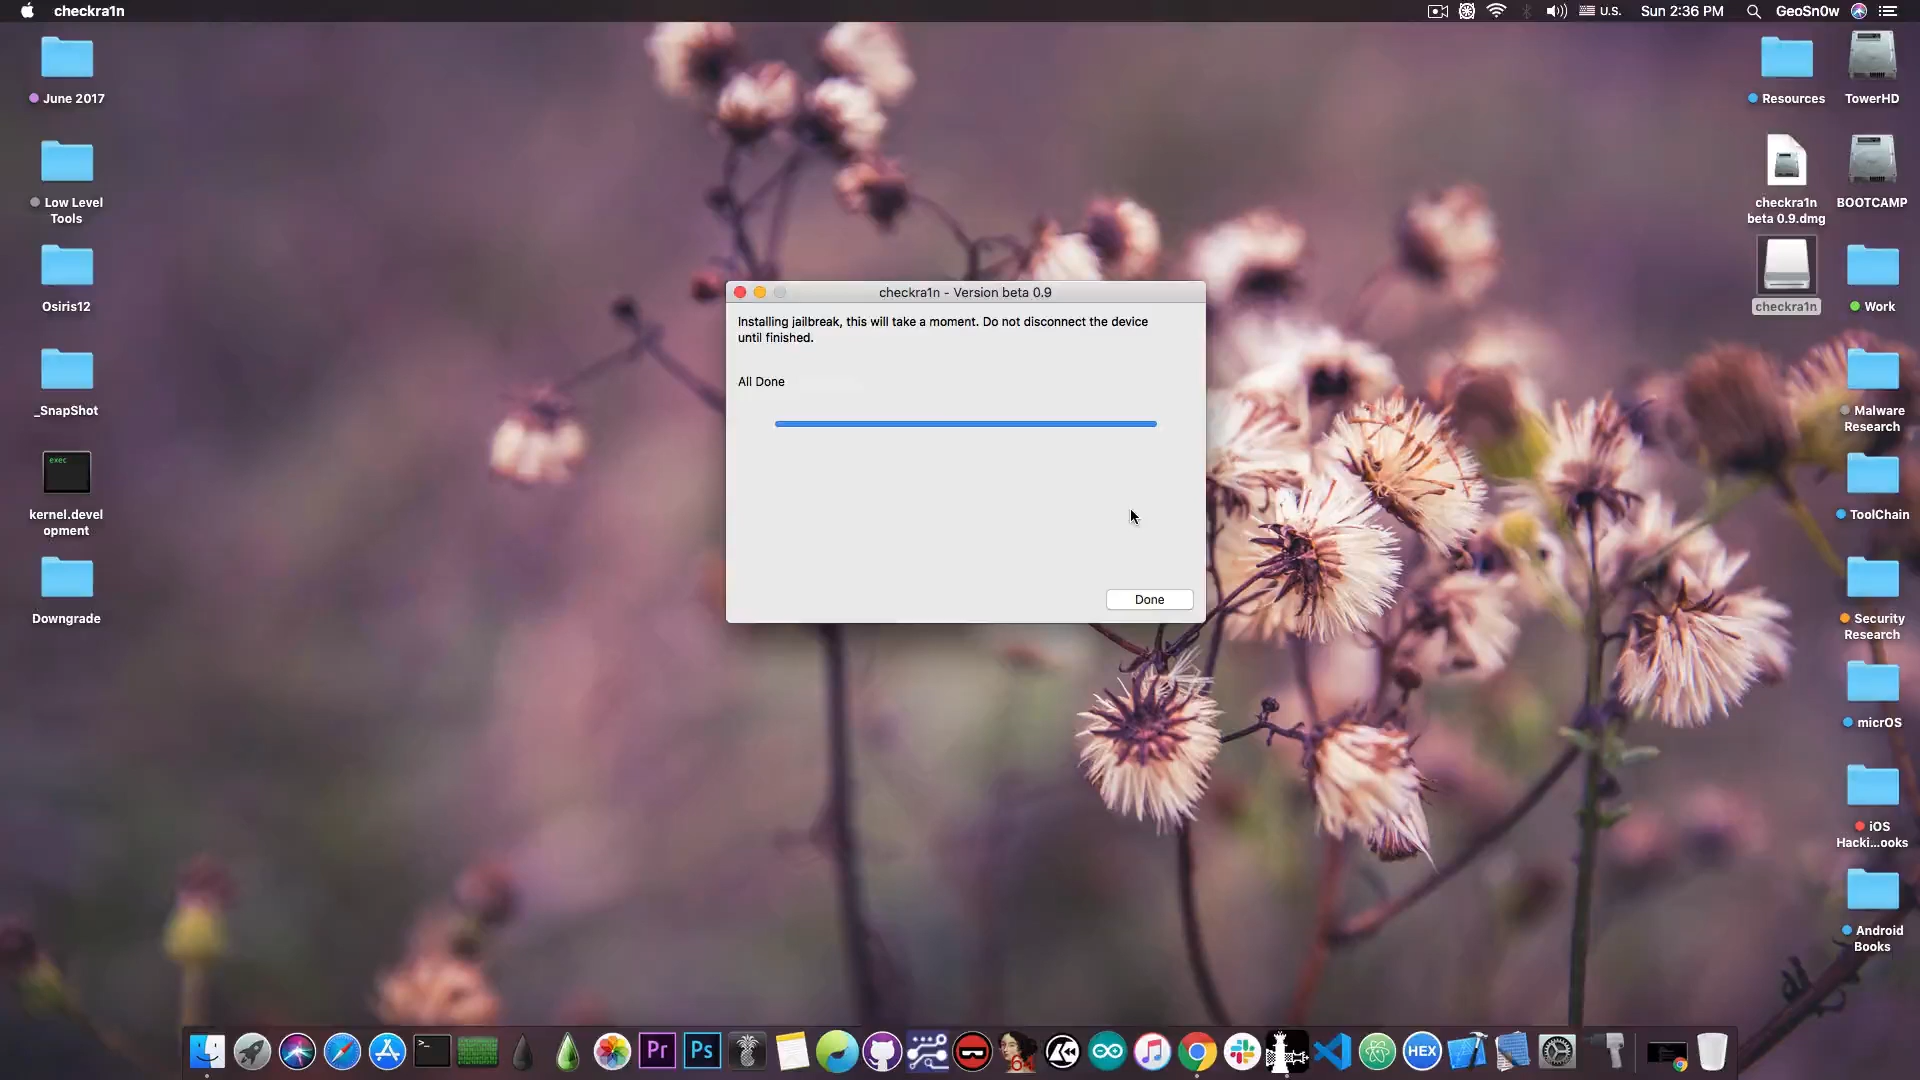 checkra1n
U.S.
Sun 2:36 PM
GeoSn0w
June 2017
Low Level
Tools
Osiris12
_SnapShot
exec
kernel.devel
opment
Downgrade
checkra1n - Version beta 0.9
Installing jailbreak, this will take a moment. Do not disconnect the device
until finished.
All Done
Done
Resources
TowerHD
checkra1n
beta 0.9.dmg
BOOTCAMP
checkra1n
Work
Malware
Research
ToolChain
Security
Research
micrOS
iOS
Hacki...ooks
Android
Books
>_
Pr
Ps
64
HEX